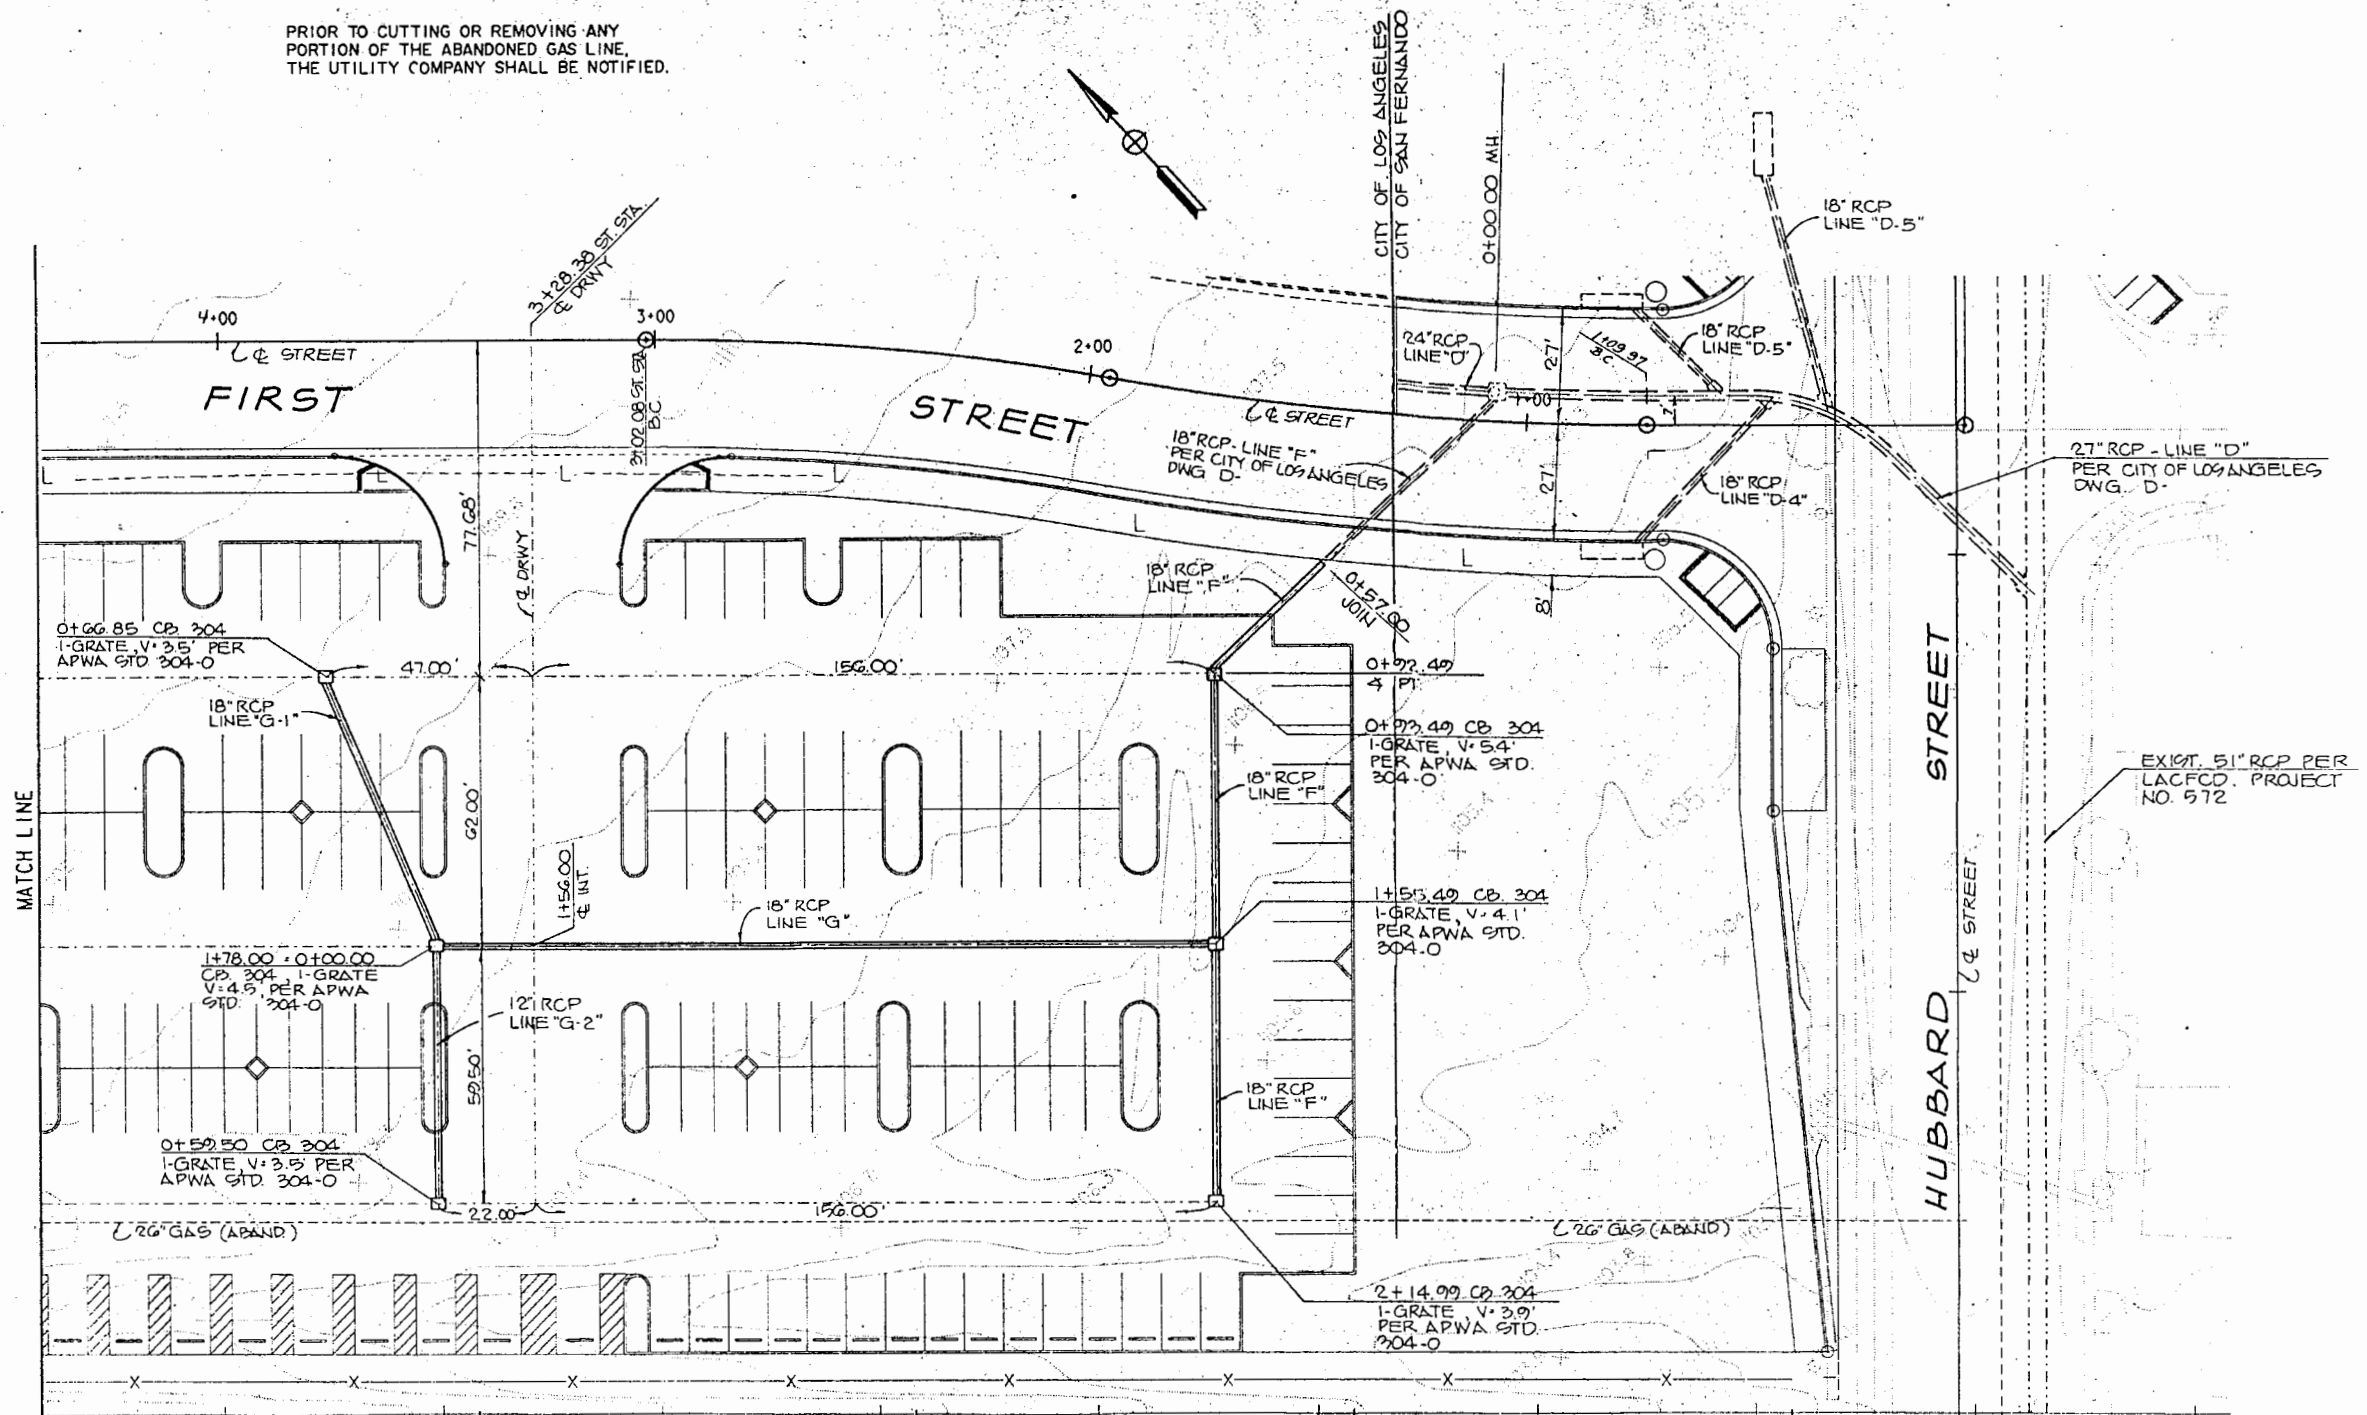 PRIOR TO CUTTING OR REMOVING ANY
PORTION OF THE ABANDONED GAS LINE,
THE UTILITY COMPANY SHALL BE NOTIFIED.
CITY OF LOS ANGELES
CITY OF SAN FERNANDO
0+00.00 MH
18" RCP
LINE "D-5"
3+28.38 ST. STA.
℄ DRWY
4+00
3+00
2+00
1+00
℄ STREET
FIRST
STREET
3+02.08 ST. STA.
B.C.
℄ STREET
24" RCP
LINE "D"
27'
1+09.97
B.C.
18" RCP
LINE "D-5"
7'
18" RCP - LINE "F"
PER CITY OF LOS ANGELES
DWG D-
27'
18" RCP
LINE "D-4"
27" RCP - LINE "D"
PER CITY OF LOS ANGELES
DWG. D-
L
L
L
L
L
L
77.68'
℄ DRWY
18" RCP
LINE "F"
0+57.00
JOIN
8'
0+66.85 CB. 304
1-GRATE, V=3.5' PER
APWA STD 304-0
47.00'
156.00'
0+92.49
∢ PT
18" RCP
LINE "G-1"
0+93.49 CB 304
1-GRATE, V=5.4'
PER APWA STD.
304-0
18" RCP
LINE "F"
MATCH LINE
62.00'
1+56.00
℄ INT.
18" RCP
LINE "G"
1+55.49 CB. 304
1-GRATE, V=4.1'
PER APWA STD.
304-0
EXIST. 51" RCP PER
LACFCD. PROJECT
NO. 572
HUBBARD STREET
℄ STREET
1+78.00 = 0+00.00
CB. 304, 1-GRATE
V=4.5' PER APWA
STD. 304-0
12" RCP
LINE "G-2"
59.50'
18" RCP
LINE "F"
0+59.50 CB 304
1-GRATE, V=3.5' PER
APWA STD. 304-0
22.00'
156.00'
26" GAS (ABAND.)
26" GAS (ABAND)
2+14.99 CB 304
1-GRATE, V=3.9'
PER APWA STD.
304-0
X X X X X X X X